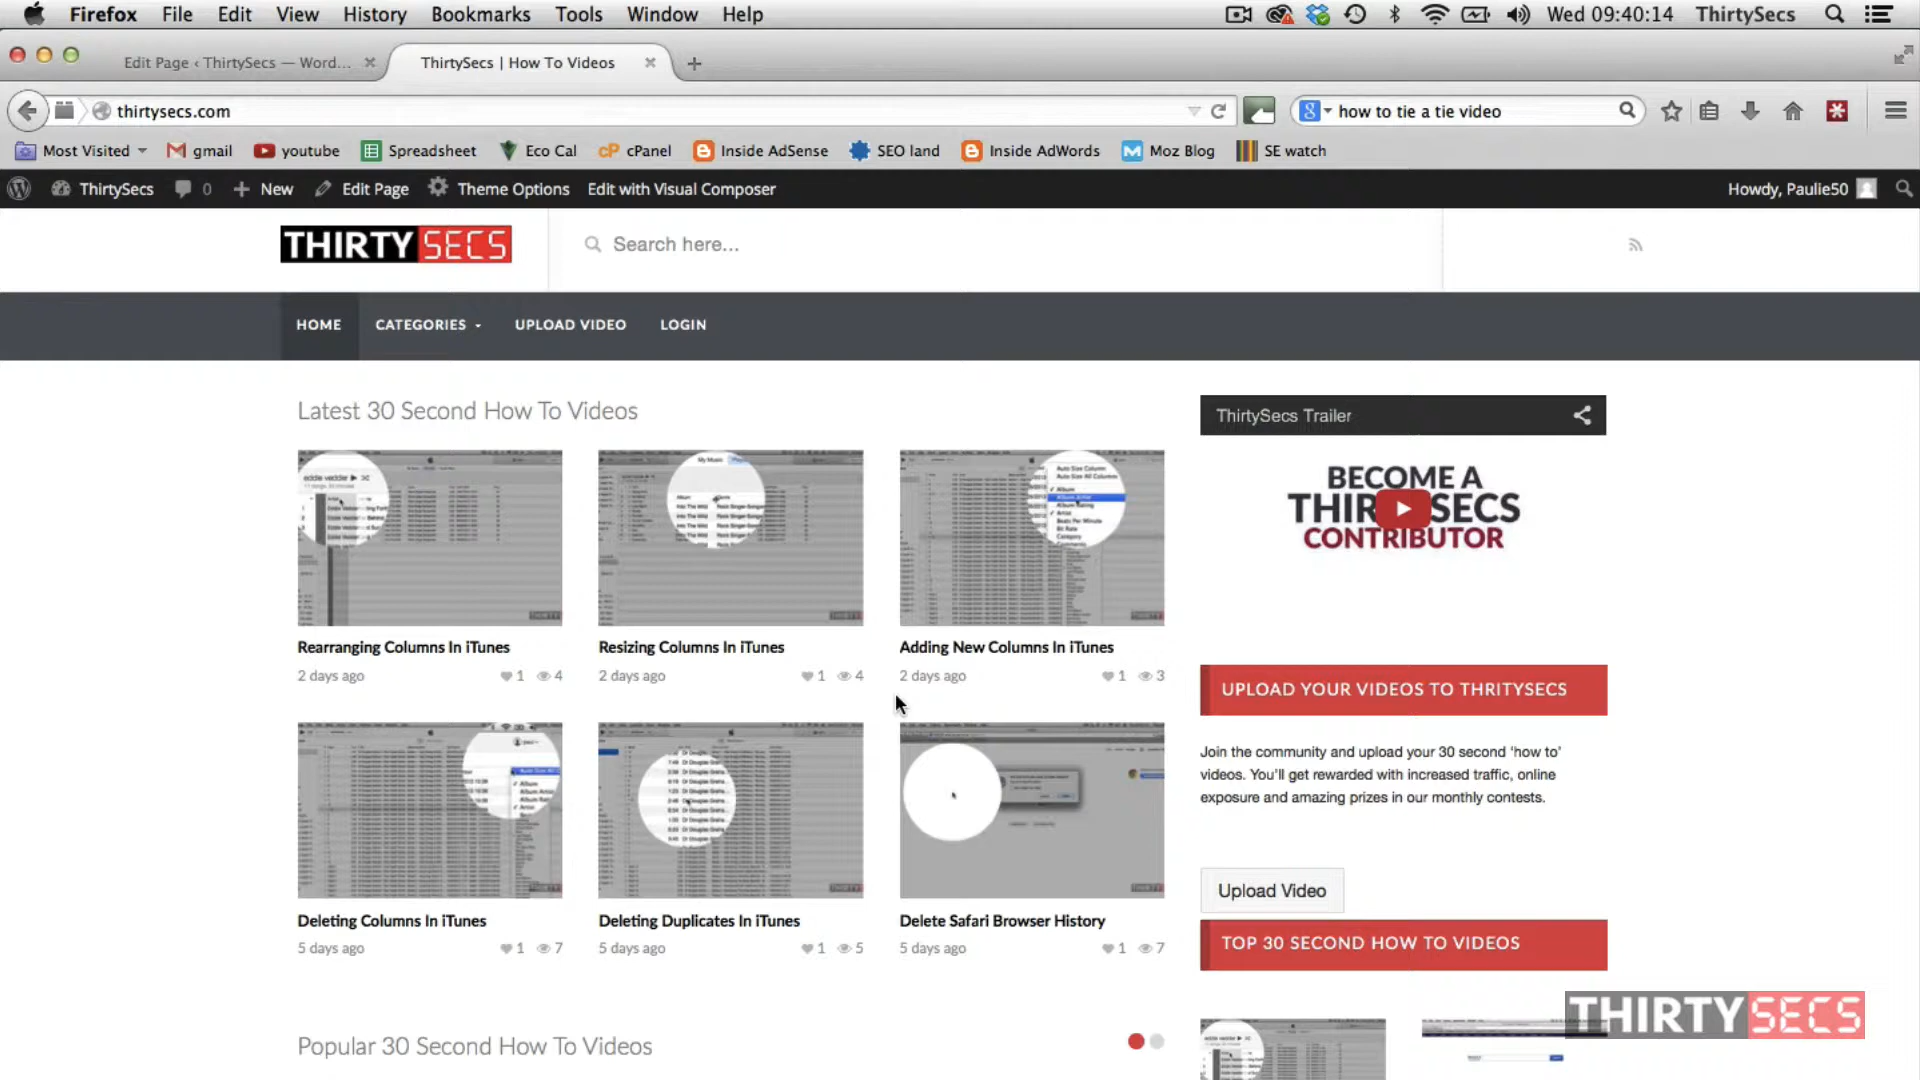 Firefox File Edit View History Bookmarks Tools Window Help Wed 09:40:14 ThirtySecs
Edit Page ‹ ThirtySecs — Word... ThirtySecs | How To Videos
thirtysecs.com how to tie a tie video
Most Visited gmail youtube Spreadsheet Eco Cal cPanel Inside AdSense SEO land Inside AdWords Moz Blog SE watch
ThirtySecs 0 New Edit Page Theme Options Edit with Visual Composer Howdy, Paulie50
THIRTY SECS Search here...
HOME CATEGORIES UPLOAD VIDEO LOGIN
Latest 30 Second How To Videos
Rearranging Columns In iTunes
2 days ago 1 4
Resizing Columns In iTunes
2 days ago 1 4
Adding New Columns In iTunes
2 days ago 1 3
Deleting Columns In iTunes
5 days ago 1 7
Deleting Duplicates In iTunes
5 days ago 1 5
Delete Safari Browser History
5 days ago 1 7
Popular 30 Second How To Videos
ThirtySecs Trailer
BECOME A
THIRTYSECS
CONTRIBUTOR
UPLOAD YOUR VIDEOS TO THRITYSECS
Join the community and upload your 30 second 'how to'
videos. You'll get rewarded with increased traffic, online
exposure and amazing prizes in our monthly contests.
Upload Video
TOP 30 SECOND HOW TO VIDEOS
THIRTY SECS